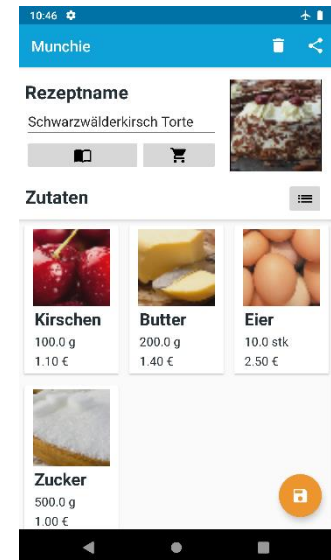 10:46
Munchie
Rezeptname
Schwarzwälderkirsch Torte
Zutaten
Kirschen
100.0 g
1.10 €
Butter
200.0 g
1.40 €
Eier
10.0 stk
2.50 €
Zucker
500.0 g
1.00 €